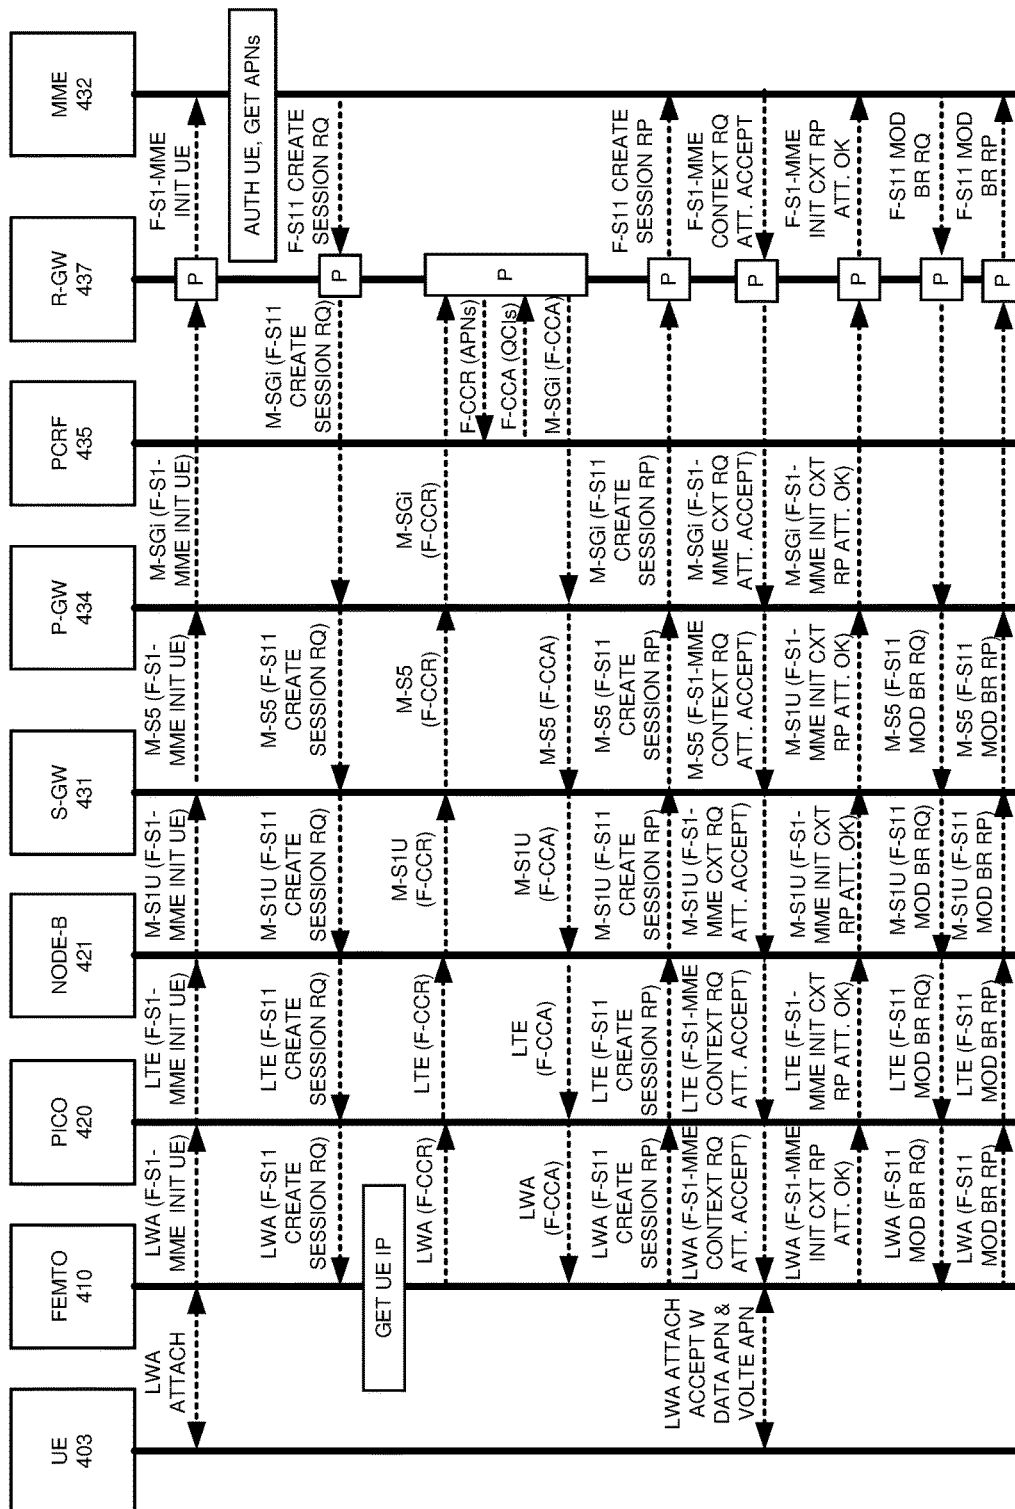 UE
403
FEMTO
410
PICO
420
NODE-B
421
S-GW
431
P-GW
434
PCRF
435
R-GW
437
MME
432
LWA
ATTACH
LWA (F-S1-
MME INIT UE)
LTE (F-S1-
MME INIT UE)
M-S1U (F-S1-
MME INIT UE)
M-S5 (F-S1-
MME INIT UE)
M-SGi (F-S1-
MME INIT UE)
P
F-S1-MME
INIT UE
AUTH UE, GET APNs
LWA (F-S11
CREATE
SESSION RQ)
LTE (F-S11
CREATE
SESSION RQ)
M-S1U (F-S11
CREATE
SESSION RQ)
M-S5 (F-S11
CREATE
SESSION RQ)
M-SGi (F-S11
CREATE
SESSION RQ)
P
F-S11 CREATE
SESSION RQ
GET UE IP
LWA (F-CCR)
LTE (F-CCR)
M-S1U
(F-CCR)
M-S5
(F-CCR)
M-SGi
(F-CCR)
F-CCR (APNs)
F-CCA (QCIs)
P
LWA
(F-CCA)
LTE
(F-CCA)
M-S1U
(F-CCA)
M-S5 (F-CCA)
M-SGi (F-CCA)
LWA (F-S11
CREATE
SESSION RP)
LTE (F-S11
CREATE
SESSION RP)
M-S1U (F-S11
CREATE
SESSION RP)
M-S5 (F-S11
CREATE
SESSION RP)
M-SGi (F-S11
CREATE
SESSION RP)
P
F-S11 CREATE
SESSION RP
LWA ATTACH
ACCEPT W
DATA APN &
VOLTE APN
LWA (F-S1-MME
CONTEXT RQ
ATT. ACCEPT)
LTE (F-S1-MME
CONTEXT RQ
ATT. ACCEPT)
M-S1U (F-S1-
MME CXT RQ
ATT. ACCEPT)
M-S5 (F-S1-MME
CONTEXT RQ
ATT. ACCEPT)
M-SGi (F-S1-
MME CXT RQ
ATT. ACCEPT)
P
F-S1-MME
CONTEXT RQ
ATT. ACCEPT
LWA (F-S1-MME
INIT CXT RP
ATT. OK)
LTE (F-S1-
MME INIT CXT
RP ATT. OK)
M-S1U (F-S1-
MME INIT CXT
RP ATT. OK)
M-S1U (F-S1-
MME INIT CXT
RP ATT. OK)
M-SGi (F-S1-
MME INIT CXT
RP ATT. OK)
P
F-S1-MME
INIT CXT RP
ATT. OK
LWA (F-S11
MOD BR RQ)
LTE (F-S11
MOD BR RQ)
M-S1U (F-S11
MOD BR RQ)
M-S5 (F-S11
MOD BR RQ)
P
F-S11 MOD
BR RQ
LWA (F-S11
MOD BR RP)
LTE (F-S11
MOD BR RP)
M-S1U (F-S11
MOD BR RP)
M-S5 (F-S11
MOD BR RP)
P
F-S11 MOD
BR RP